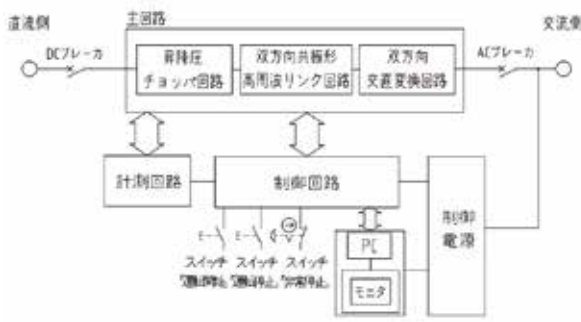 直流側
主回路
交流側
DCブレーカ
ACブレーカ
昇降圧
チョッパ回路
双方向共振形
高周波リンク回路
双方向
交直変換回路
計測回路
制御回路
制御
電源
PC
モニタ
スイッチ
スイッチ
スイッチ